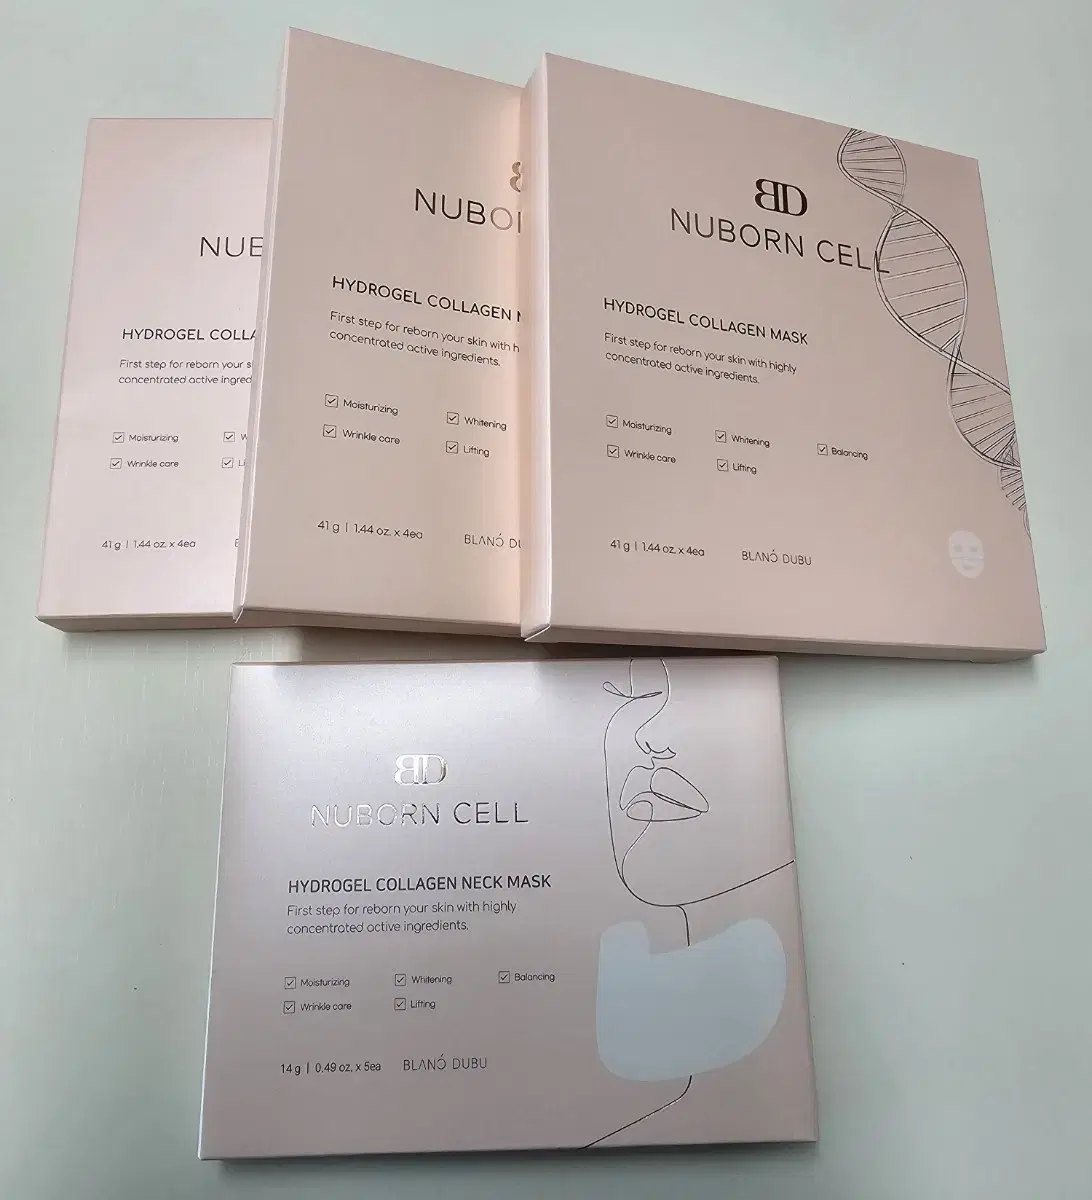 NUB
HYDROGEL COLLA
First step for reborn your s
concentrated active ingred
Moisturizing
W
Wrinkle care
Li
41 g | 1.44 oz. x 4ea
B
NUBOR
HYDROGEL COLLAGEN M
First step for reborn your skin with h
concentrated active ingredients.
Moisturizing
Whitening
Wrinkle care
Lifting
41 g | 1.44 oz. x 4ea
BLANÓ DU
BD
NUBORN CELL
HYDROGEL COLLAGEN MASK
First step for reborn your skin with highly
concentrated active ingredients.
Moisturizing
Whitening
Balancing
Wrinkle care
Lifting
41 g | 1.44 oz. x 4ea
BLANÓ DUBU
BD
NUBORN CELL
HYDROGEL COLLAGEN NECK MASK
First step for reborn your skin with highly
concentrated active ingredients.
Moisturizing
Whitening
Balancing
Wrinkle care
Lifting
14 g | 0.49 oz. x 5ea
BLANÓ DUBU